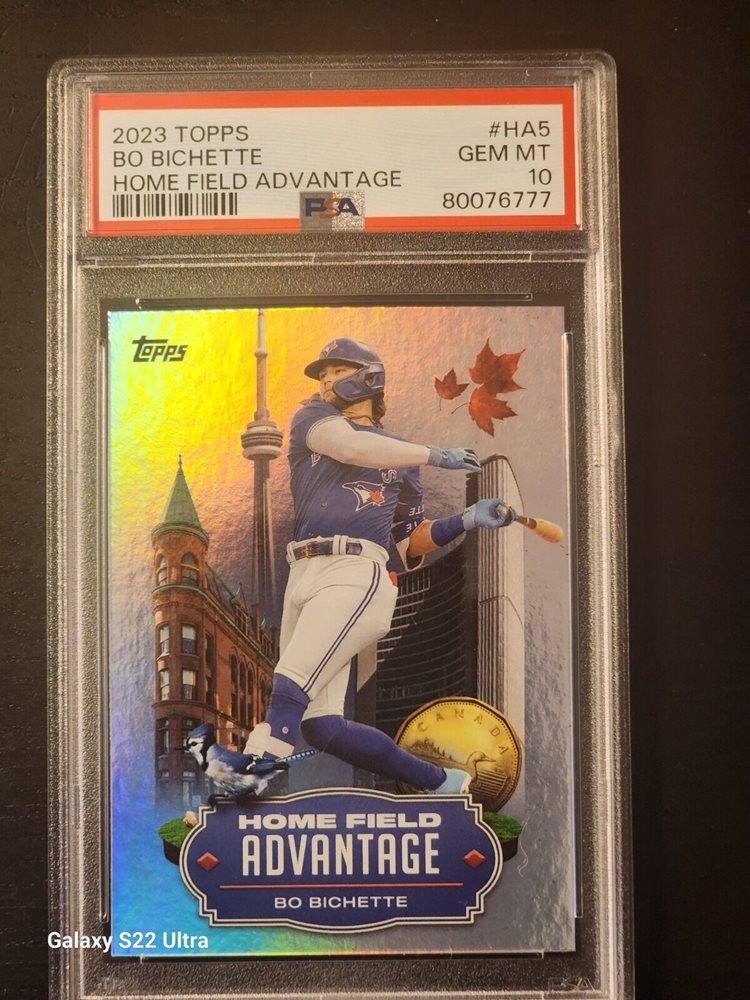 2023 TOPPS #HA5
BO BICHETTE GEM MT
HOME FIELD ADVANTAGE 10
PSA 80076777
TOPPS
CANADA
HOME FIELD
ADVANTAGE
BO BICHETTE
Galaxy S22 Ultra
PSA